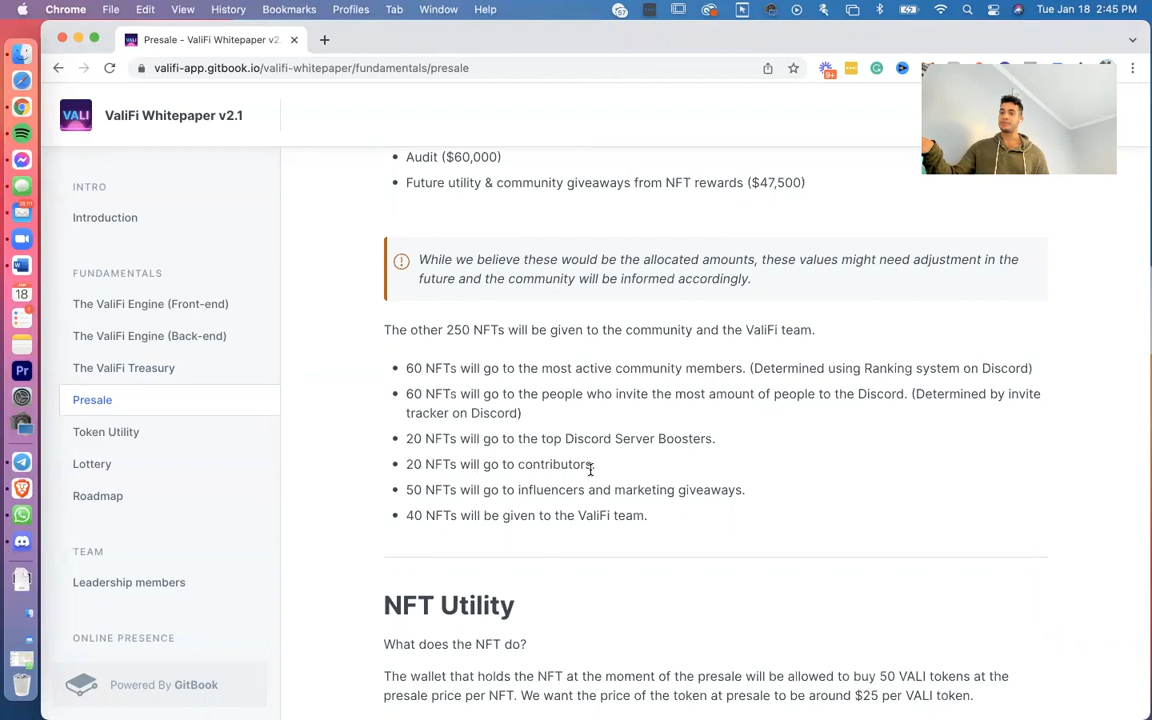 Chrome File Edit View History Bookmarks Profiles Tab Window Help Tue Jan 18 2:45 PM
Presale - ValiFi Whitepaper v2.
valifi-app.gitbook.io/valifi-whitepaper/fundamentals/presale
VALI ValiFi Whitepaper v2.1
INTRO
Introduction
FUNDAMENTALS
The ValiFi Engine (Front-end)
The ValiFi Engine (Back-end)
The ValiFi Treasury
Presale
Token Utility
Lottery
Roadmap
TEAM
Leadership members
ONLINE PRESENCE
Powered By GitBook
• Audit ($60,000)
• Future utility & community giveaways from NFT rewards ($47,500)
While we believe these would be the allocated amounts, these values might need adjustment in the
future and the community will be informed accordingly.
The other 250 NFTs will be given to the community and the ValiFi team.
• 60 NFTs will go to the most active community members. (Determined using Ranking system on Discord)
• 60 NFTs will go to the people who invite the most amount of people to the Discord. (Determined by invite
tracker on Discord)
• 20 NFTs will go to the top Discord Server Boosters.
• 20 NFTs will go to contributors.
• 50 NFTs will go to influencers and marketing giveaways.
• 40 NFTs will be given to the ValiFi team.
NFT Utility
What does the NFT do?
The wallet that holds the NFT at the moment of the presale will be allowed to buy 50 VALI tokens at the
presale price per NFT. We want the price of the token at presale to be around $25 per VALI token.
9+
18
Pr